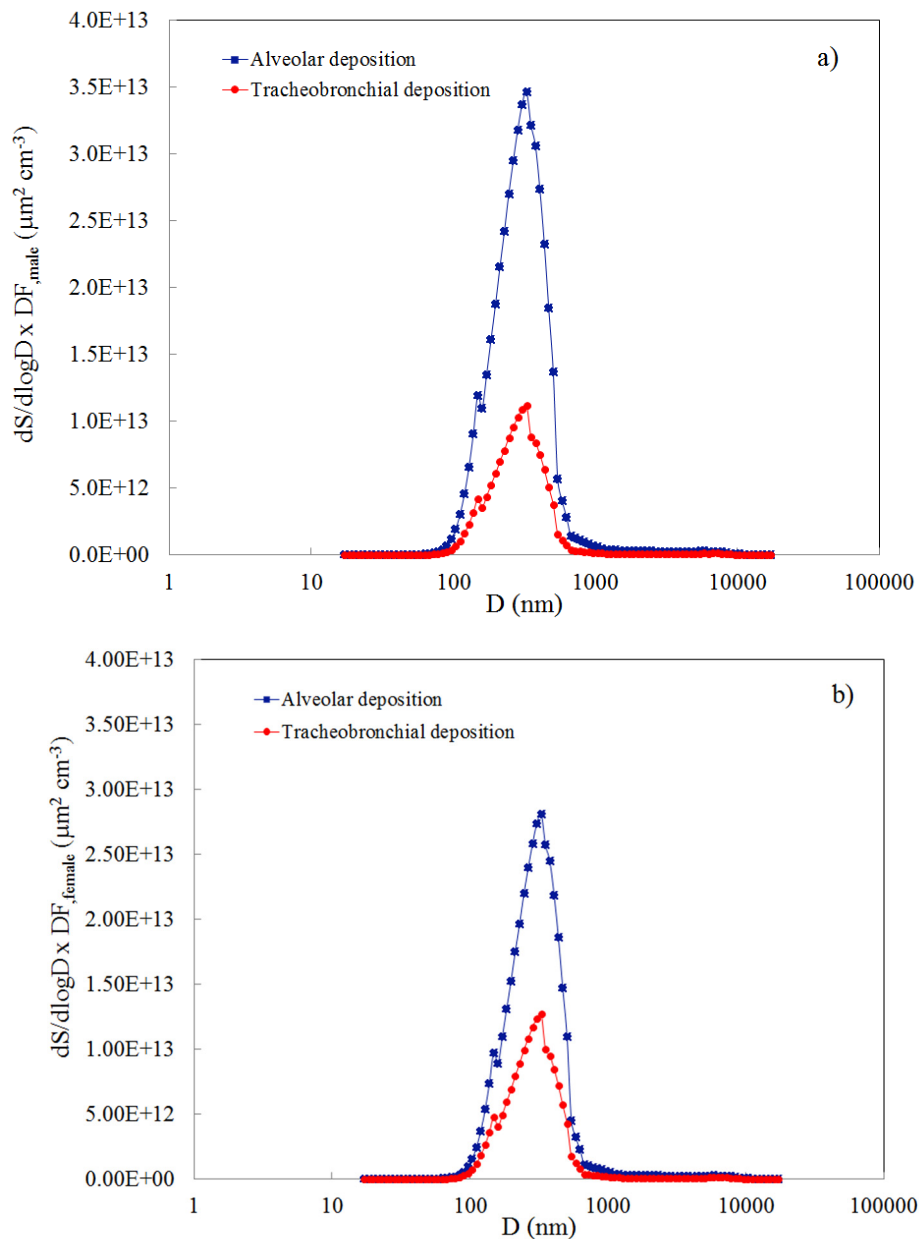 4.0E+13
a)
Alveolar deposition
3.5E+13
Tracheobronchial deposition
3.0E+13
2.5E+13
2.0E+13
1.5E+13
1.0E+13
5.0E+12
0.0E+00
dS/dlogD x DF,male (μm² cm⁻³)
1 10 100 1000 10000 100000
D (nm)
4.00E+13
b)
3.50E+13
Alveolar deposition
Tracheobronchial deposition
3.00E+13
2.50E+13
2.00E+13
1.50E+13
1.00E+13
5.00E+12
0.00E+00
dS/dlogD x DF,female (μm² cm⁻³)
1 10 100 1000 10000 100000
D (nm)